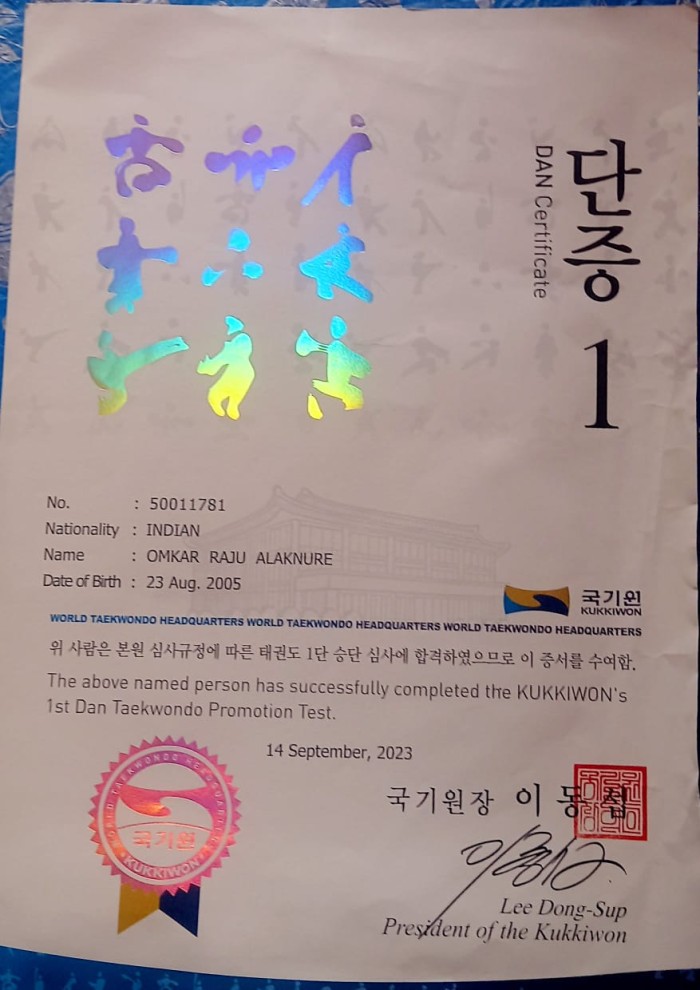 단증
DAN Certificate
1
No. : 50011781
Nationality : INDIAN
Name : OMKAR RAJU ALAKNURE
Date of Birth : 23 Aug. 2005
국기원
KUKKIWON
WORLD TAEKWONDO HEADQUARTERS WORLD TAEKWONDO HEADQUARTERS WORLD TAEKWONDO HEADQUARTERS
위 사람은 본원 심사규정에 따른 태권도 1단 승단 심사에 합격하였으므로 이 증서를 수여함.
The above named person has successfully completed the KUKKIWON's
1st Dan Taekwondo Promotion Test.
14 September, 2023
국기원장 이 동 섭
Lee Dong-Sup
President of the Kukkiwon
WORLD TAEKWONDO HEADQUARTERS
국기원
KUKKIWON